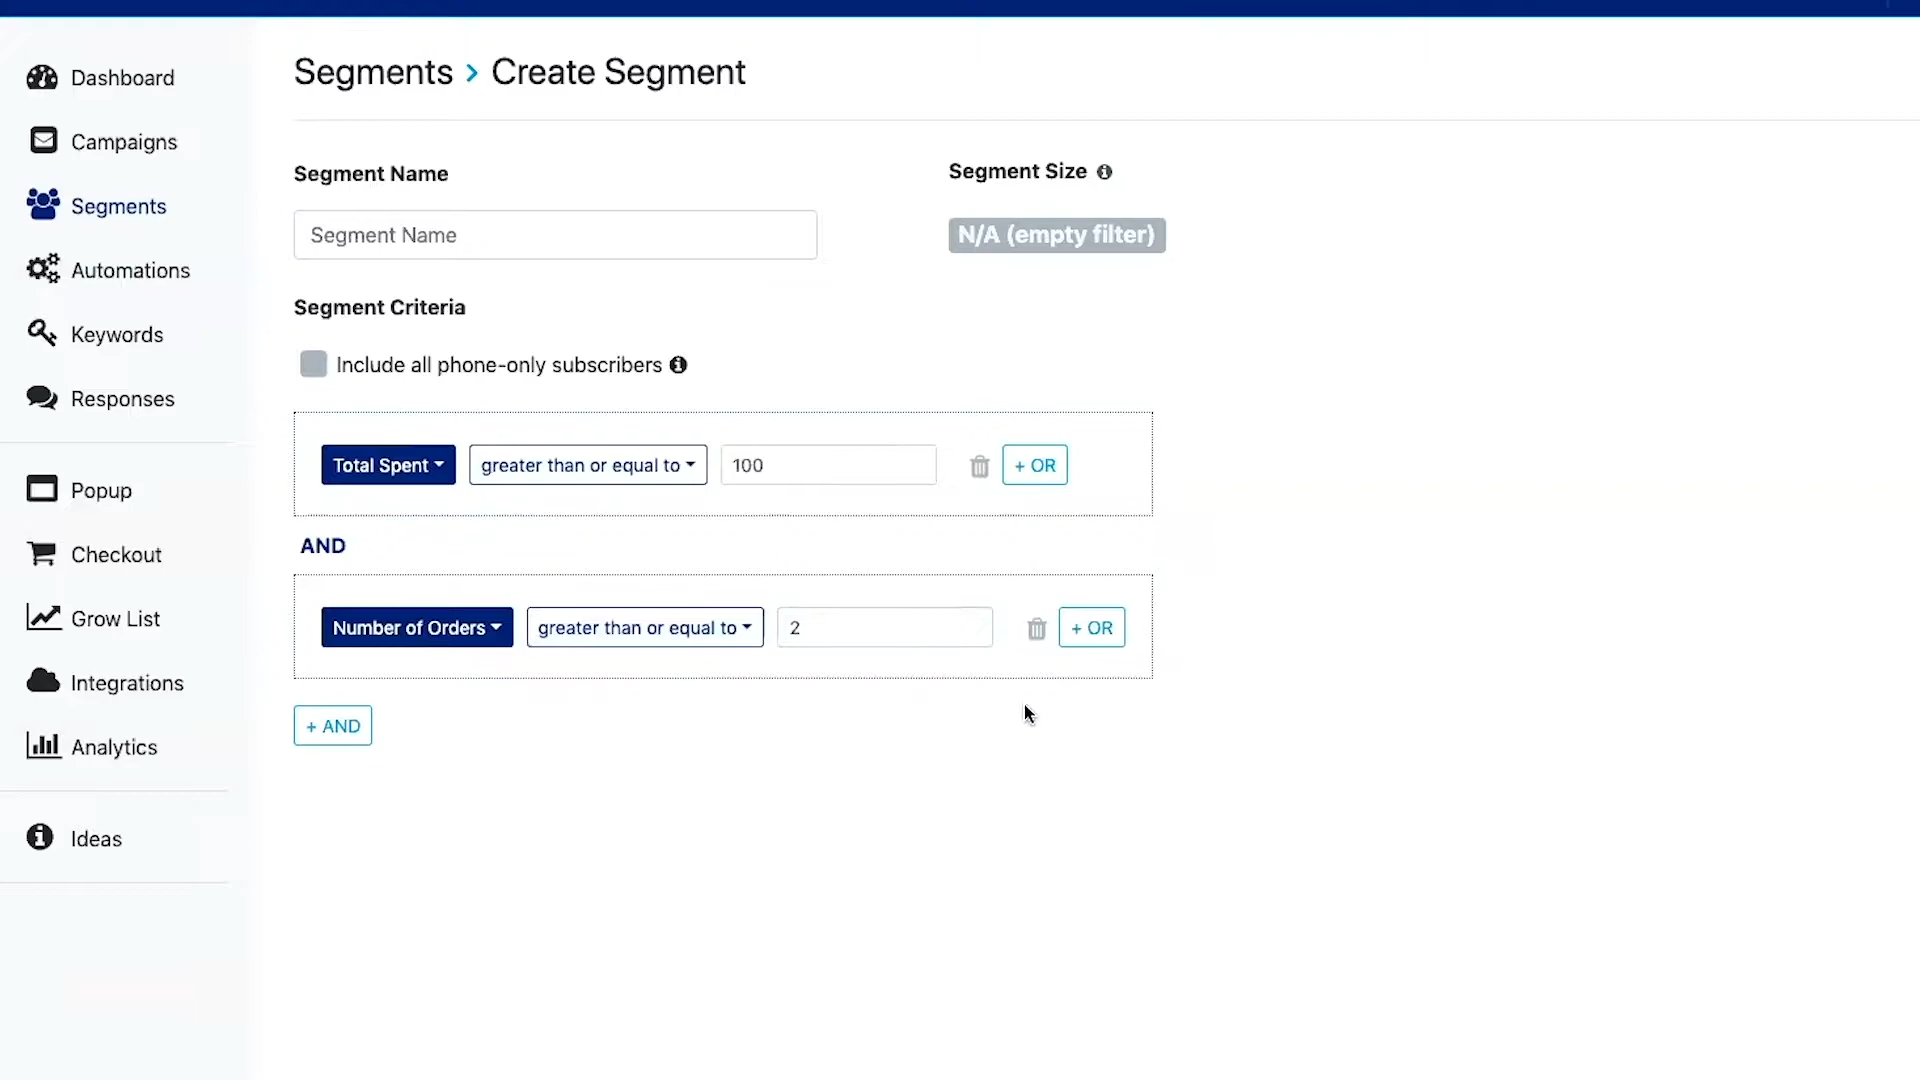 Dashboard
Campaigns
Segments
Automations
Keywords
Responses
Popup
Checkout
Grow List
Integrations
Analytics
Ideas
Segments > Create Segment
Segment Name
Segment Size
Segment Name
N/A (empty filter)
Segment Criteria
Include all phone-only subscribers
Total Spent greater than or equal to 100 + OR
AND
Number of Orders greater than or equal to 2 + OR
+ AND